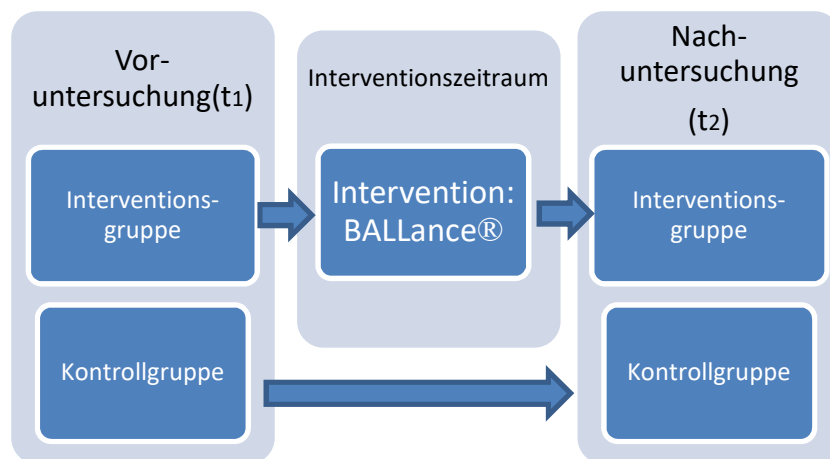 Vor-
untersuchung(t1)
Interventions-
gruppe
Kontrollgruppe
Interventionszeitraum
Intervention:
BALLance®
Nach-
untersuchung
(t2)
Interventions-
gruppe
Kontrollgruppe